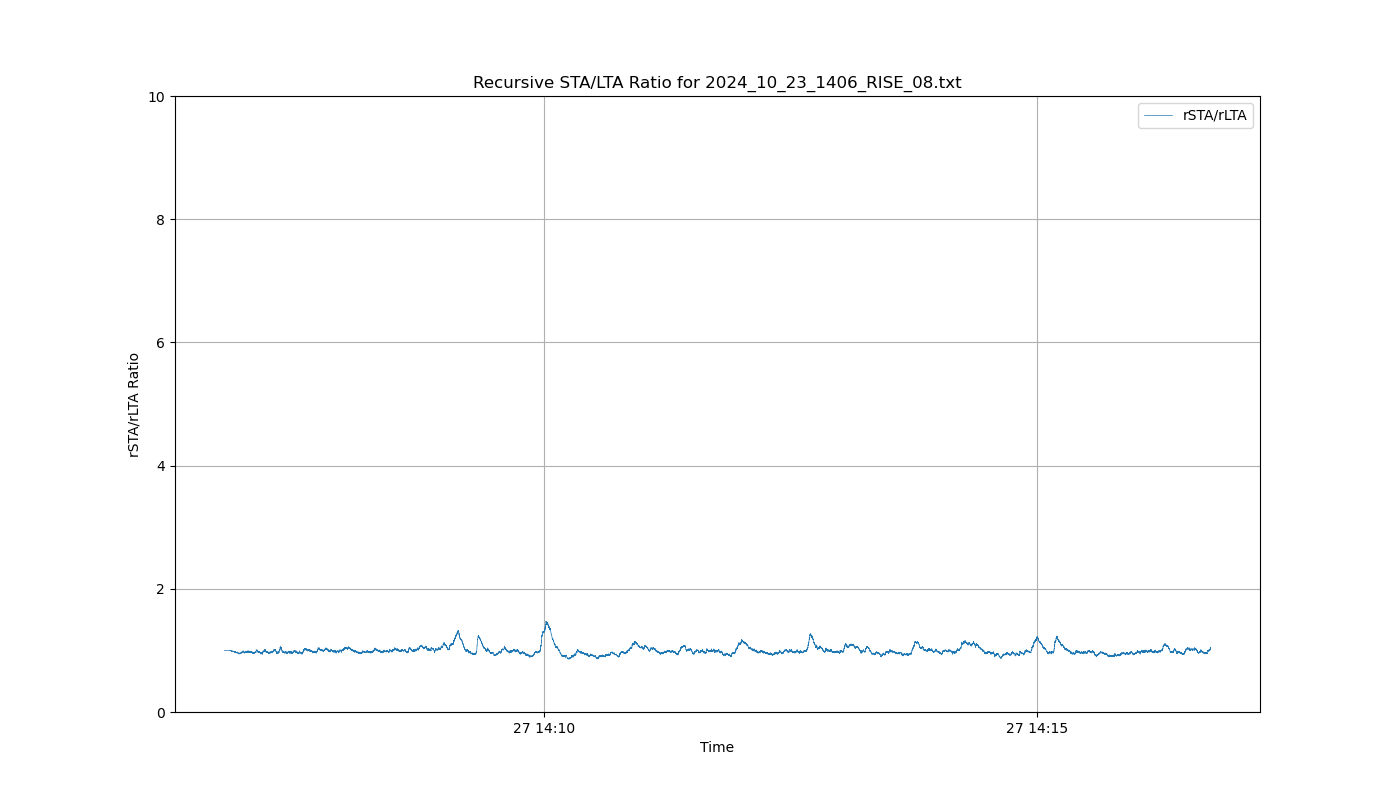 Recursive STA/LTA Ratio for 2024_10_23_1406_RISE_08.txt
rSTA/rLTA
10
8
6
4
2
0
rSTA/rLTA Ratio
27 14:10
27 14:15
Time